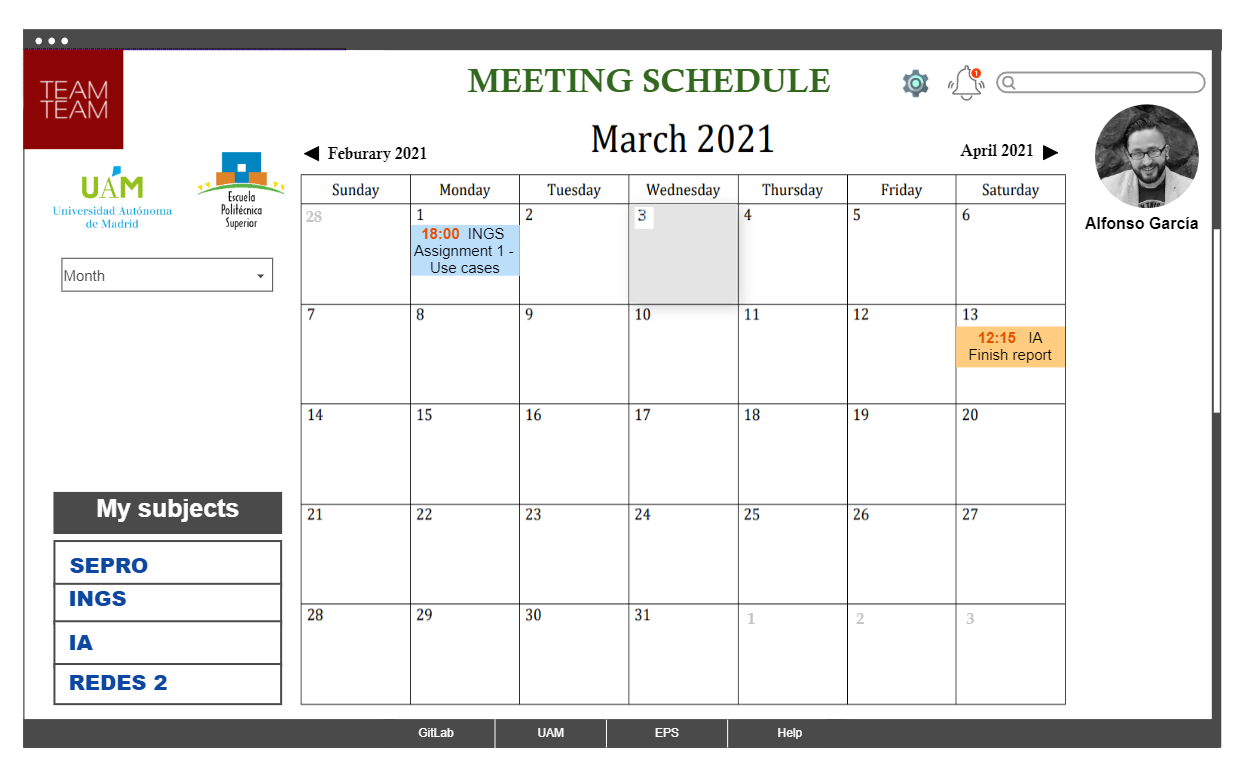 TEAM
TEAM
MEETING SCHEDULE
1
UAM
Universidad Autónoma
de Madrid
Escuela
Politécnica
Superior
Month
My subjects
SEPRO
INGS
IA
REDES 2
March 2021
Feburary 2021
April 2021
Sunday Monday Tuesday Wednesday Thursday Friday Saturday
28 1 2 3 4 5 6
18:00 INGS
Assignment 1 -
Use cases
7 8 9 10 11 12 13
12:15 IA
Finish report
14 15 16 17 18 19 20
21 22 23 24 25 26 27
28 29 30 31 1 2 3
Alfonso García
GitLab UAM EPS Help